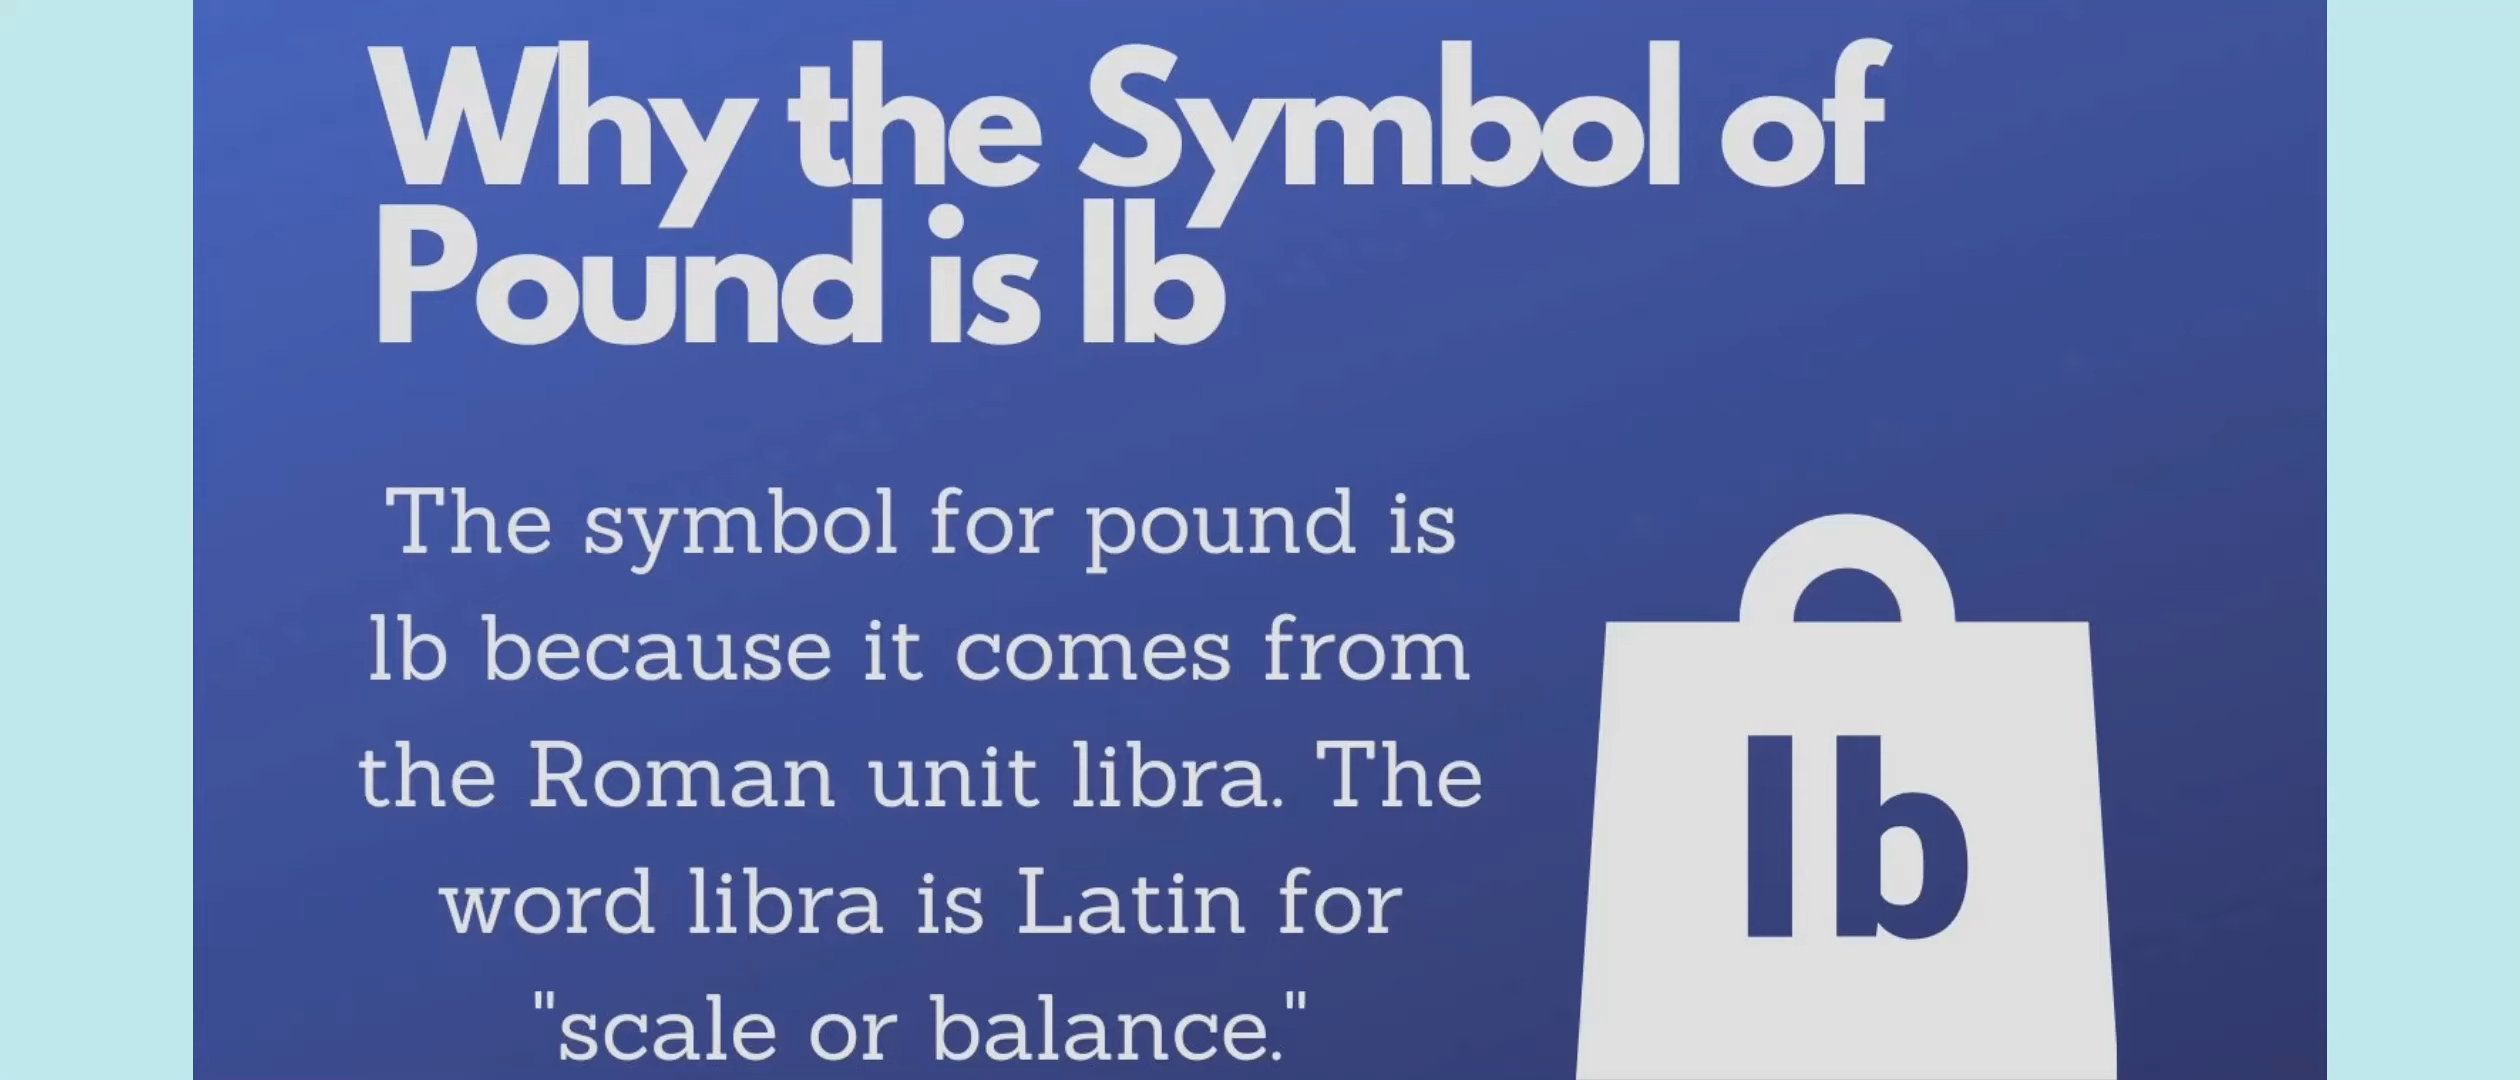 Why the Symbol of
Pound is lb
The symbol for pound is
lb because it comes from
the Roman unit libra. The
word libra is Latin for
"scale or balance."
lb